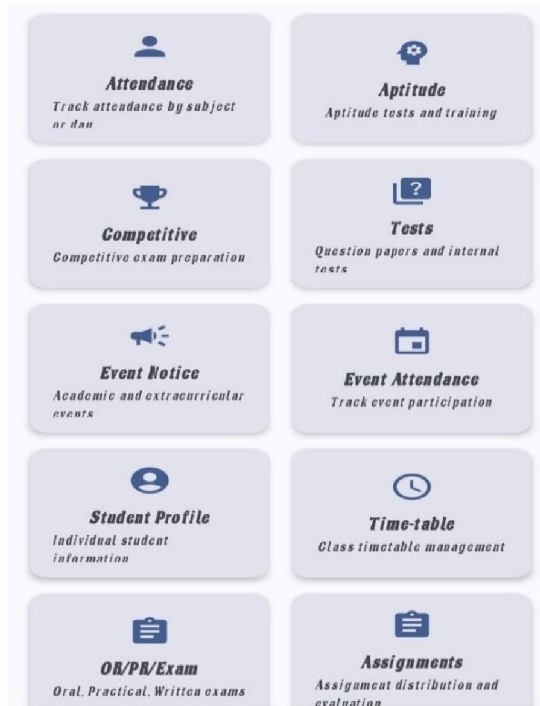 Attendance
Track attendance by subject
or day
Aptitude
Aptitude tests and training
Competitive
Competitive exam preparation
Tests
Question papers and internal
tests
Event Notice
Academic and extracurricular
events
Event Attendance
Track event participation
Student Profile
Individual student
information
Time-table
Class timetable management
OR/PR/Exam
Oral, Practical, Written exams
Assignments
Assignment distribution and
evaluation